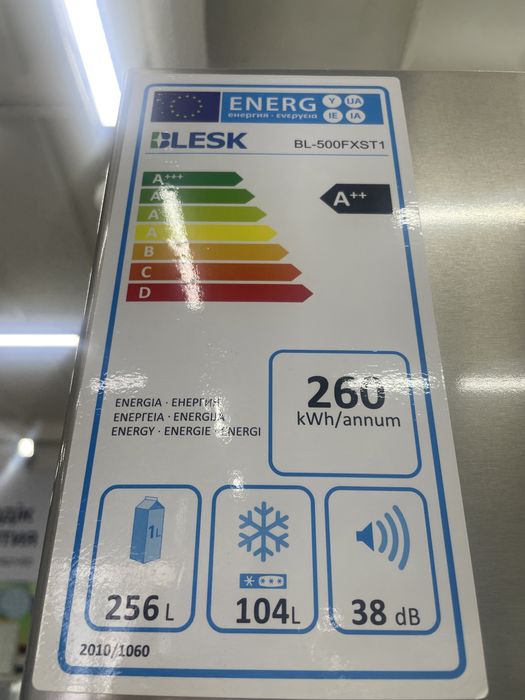 ENERG Y IJA
енергия · ενεργεια IE IA
BLESK BL-500FXST1
A+++
A
A
A
B
C
D
A++
ENERGIA · ЕНЕРГИЯ
ΕΝΕΡΓΕΙΑ · ENERGIJA
ENERGY · ENERGIE · ENERGI
260
kWh/annum
1L
256 L
104L
38 dB
2010/1060